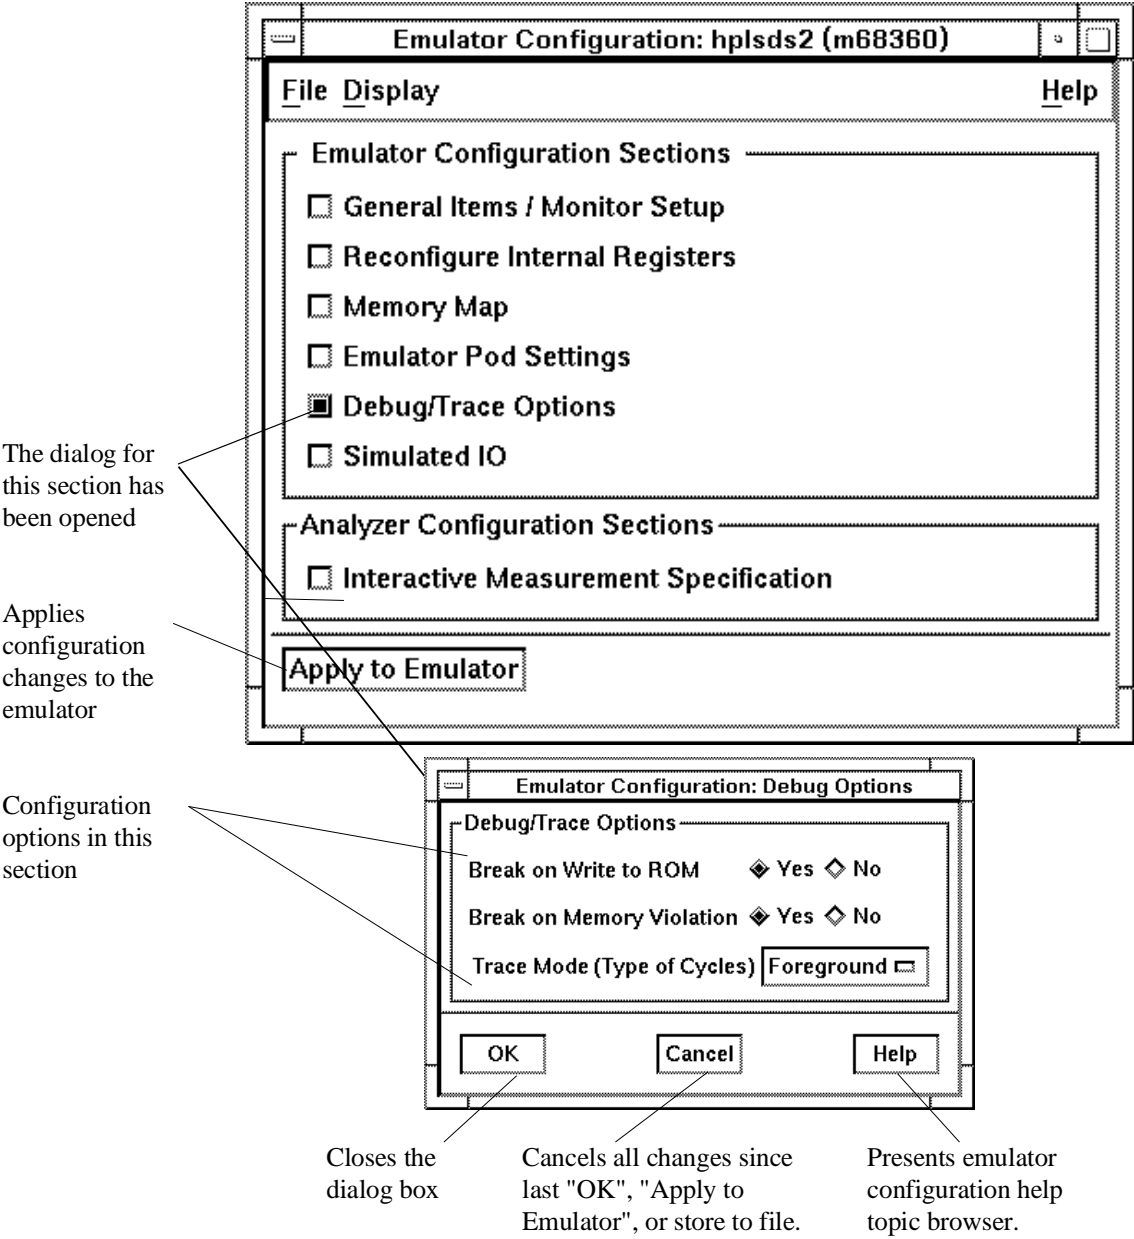 Emulator Configuration: hplsds2 (m68360)
File Display Help
Emulator Configuration Sections
General Items / Monitor Setup
Reconfigure Internal Registers
Memory Map
Emulator Pod Settings
Debug/Trace Options
Simulated IO
The dialog for
this section has
been opened
Analyzer Configuration Sections
Interactive Measurement Specification
Applies
configuration
changes to the
emulator
Apply to Emulator
Emulator Configuration: Debug Options
Configuration
options in this
section
Debug/Trace Options
Break on Write to ROM Yes No
Break on Memory Violation Yes No
Trace Mode (Type of Cycles) Foreground
OK Cancel Help
Closes the
dialog box
Cancels all changes since
last "OK", "Apply to
Emulator", or store to file.
Presents emulator
configuration help
topic browser.